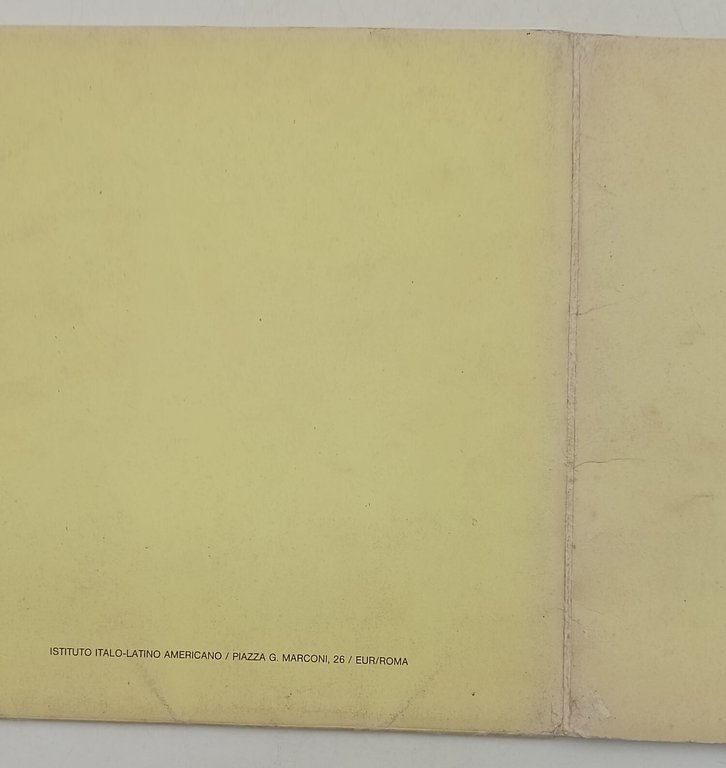 ISTITUTO ITALO-LATINO AMERICANO / PIAZZA G. MARCONI, 26 / EUR/ROMA